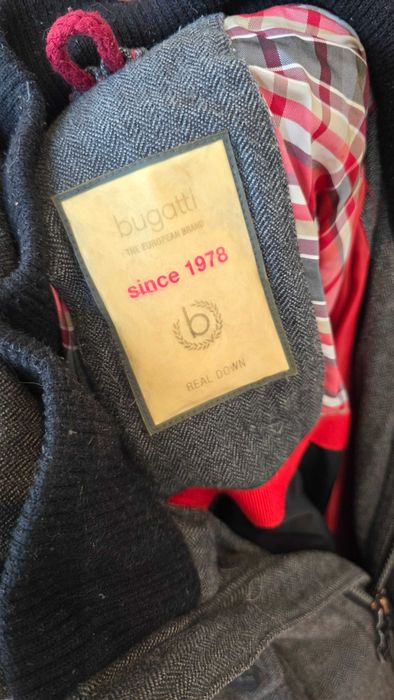 bugatti
THE EUROPEAN BRAND
since 1978
b
REAL DOWN